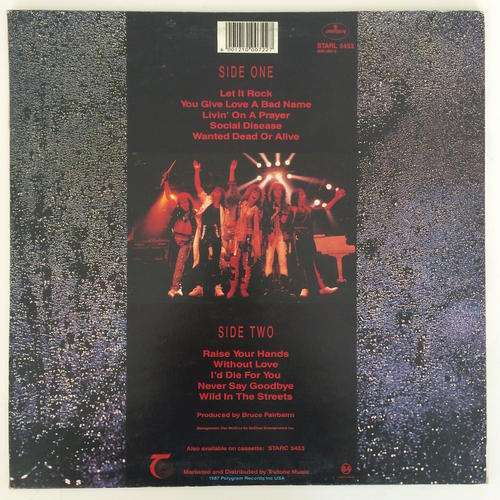 STARL 5453
SIDE ONE
Let It Rock
You Give Love A Bad Name
Livin' On A Prayer
Social Disease
Wanted Dead Or Alive
SIDE TWO
Raise Your Hands
Without Love
I'd Die For You
Never Say Goodbye
Wild In The Streets
Produced by Bruce Fairbairn
Also available on cassette: STARC 5453
Marketed and Distributed by Trutone Music
1987 Polygram Records Inc USA